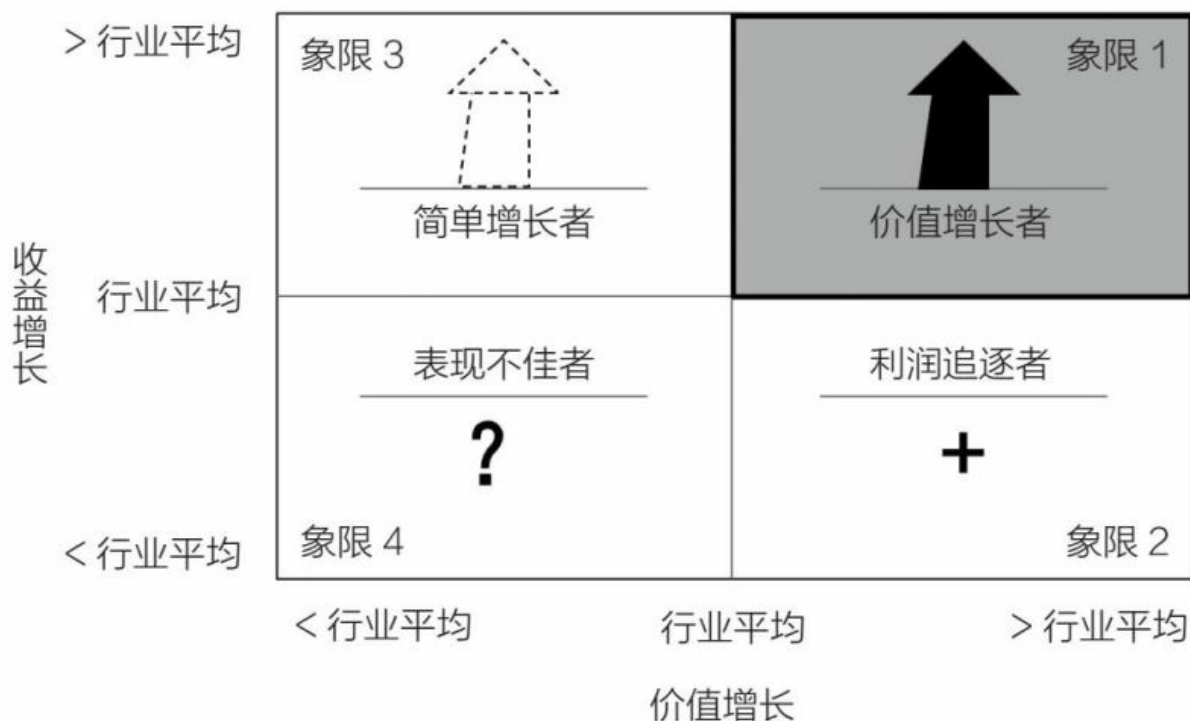 > 行业平均
象限 3
象限 1
简单增长者
价值增长者
收益增长
行业平均
表现不佳者
利润追逐者
?
+
< 行业平均
象限 4
象限 2
< 行业平均
行业平均
> 行业平均
价值增长